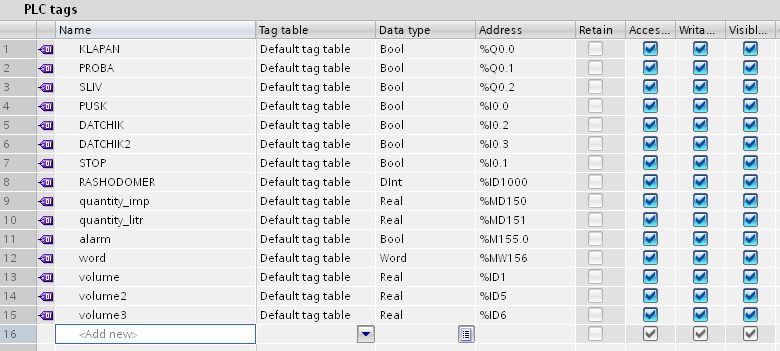 PLC tags
Name Tag table Data type Address Retain Acces... Writa... Visibl...
1 KLAPAN Default tag table Bool %Q0.0
2 PROBA Default tag table Bool %Q0.1
3 SLIV Default tag table Bool %Q0.2
4 PUSK Default tag table Bool %I0.0
5 DATCHIK Default tag table Bool %I0.2
6 DATCHIK2 Default tag table Bool %I0.3
7 STOP Default tag table Bool %I0.1
8 RASHODOMER Default tag table DInt %ID1000
9 quantity_imp Default tag table Real %MD150
10 quantity_litr Default tag table Real %MD151
11 alarm Default tag table Bool %M155.0
12 word Default tag table Word %MW156
13 volume Default tag table Real %ID1
14 volume2 Default tag table Real %ID5
15 volume3 Default tag table Real %ID6
16 <Add new>